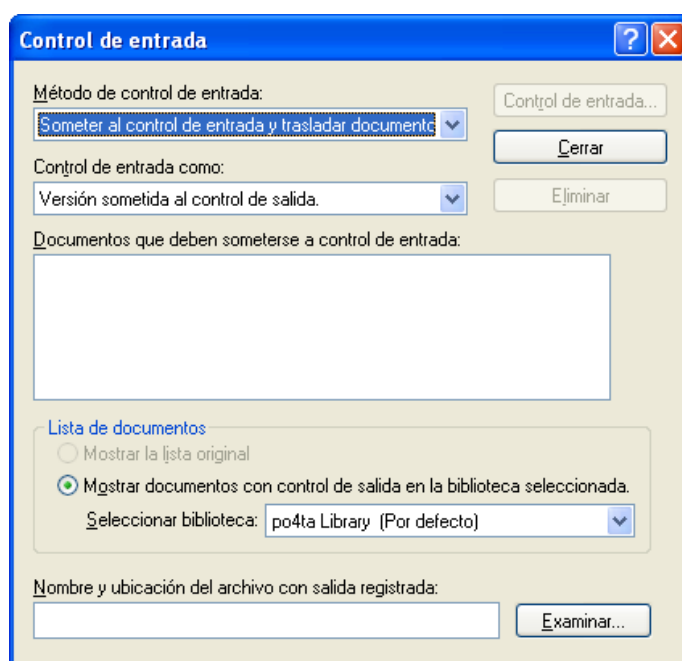 Control de entrada
Método de control de entrada:
Control de entrada...
Someter al control de entrada y trasladar documento
Cerrar
Control de entrada como:
Versión sometida al control de salida.
Eliminar
Documentos que deben someterse a control de entrada:
Lista de documentos
Mostrar la lista original
Mostrar documentos con control de salida en la biblioteca seleccionada.
Seleccionar biblioteca: po4ta Library (Por defecto)
Nombre y ubicación del archivo con salida registrada:
Examinar...